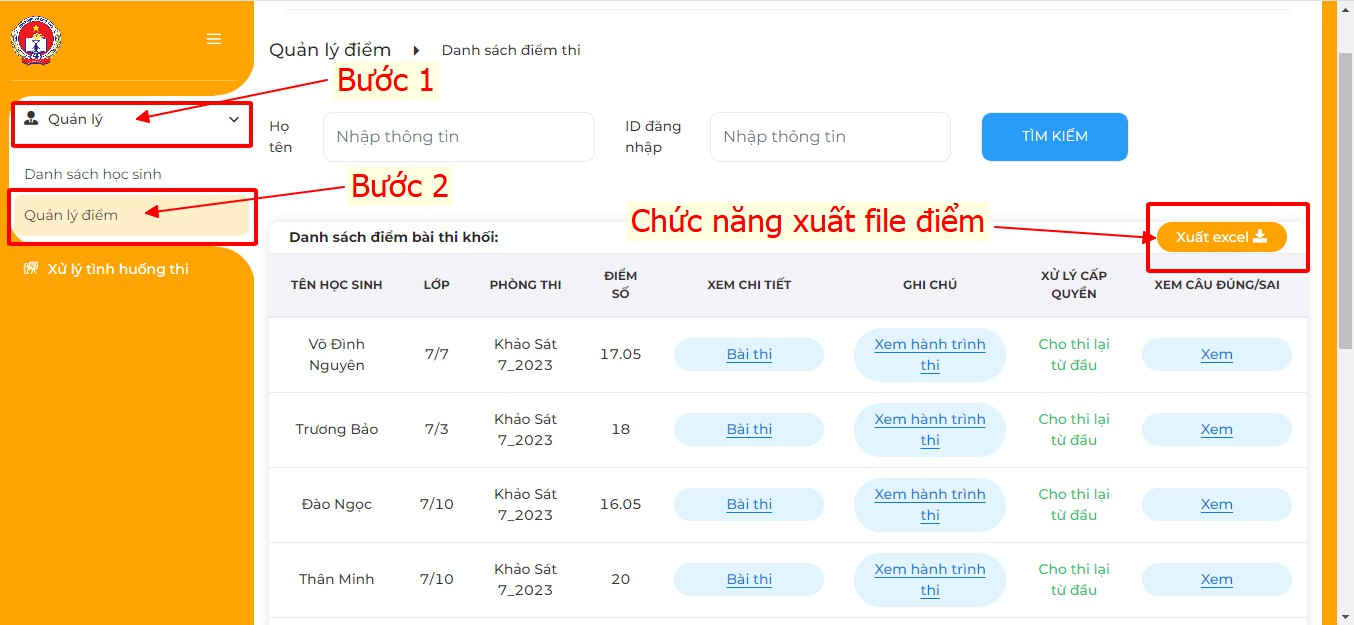 Quản lý điểm Danh sách điểm thi
Bước 1
Quản lý
Họ
tên
Nhập thông tin
ID đăng
nhập
Nhập thông tin
TÌM KIẾM
Danh sách học sinh
Bước 2
Quản lý điểm
Xử lý tình huống thi
Chức năng xuất file điểm
Danh sách điểm bài thi khối:
Xuất excel
TÊN HỌC SINH LỚP PHÒNG THI ĐIỂM XEM CHI TIẾT GHI CHÚ XỬ LÝ CẤP XEM CÂU ĐÚNG/SAI
SỐ QUYỀN
Võ Đình Khảo Sát Xem hành trình Cho thi lại
7/7 17.05 Bài thi Xem
Nguyên 7_2023 thi từ đầu
Khảo Sát Xem hành trình Cho thi lại
Trương Bảo 7/3 18 Bài thi Xem
7_2023 thi từ đầu
Khảo Sát Xem hành trình Cho thi lại
Đào Ngọc 7/10 16.05 Bài thi Xem
7_2023 thi từ đầu
Khảo Sát Xem hành trình Cho thi lại
Thân Minh 7/10 20 Bài thi Xem
7_2023 thi từ đầu